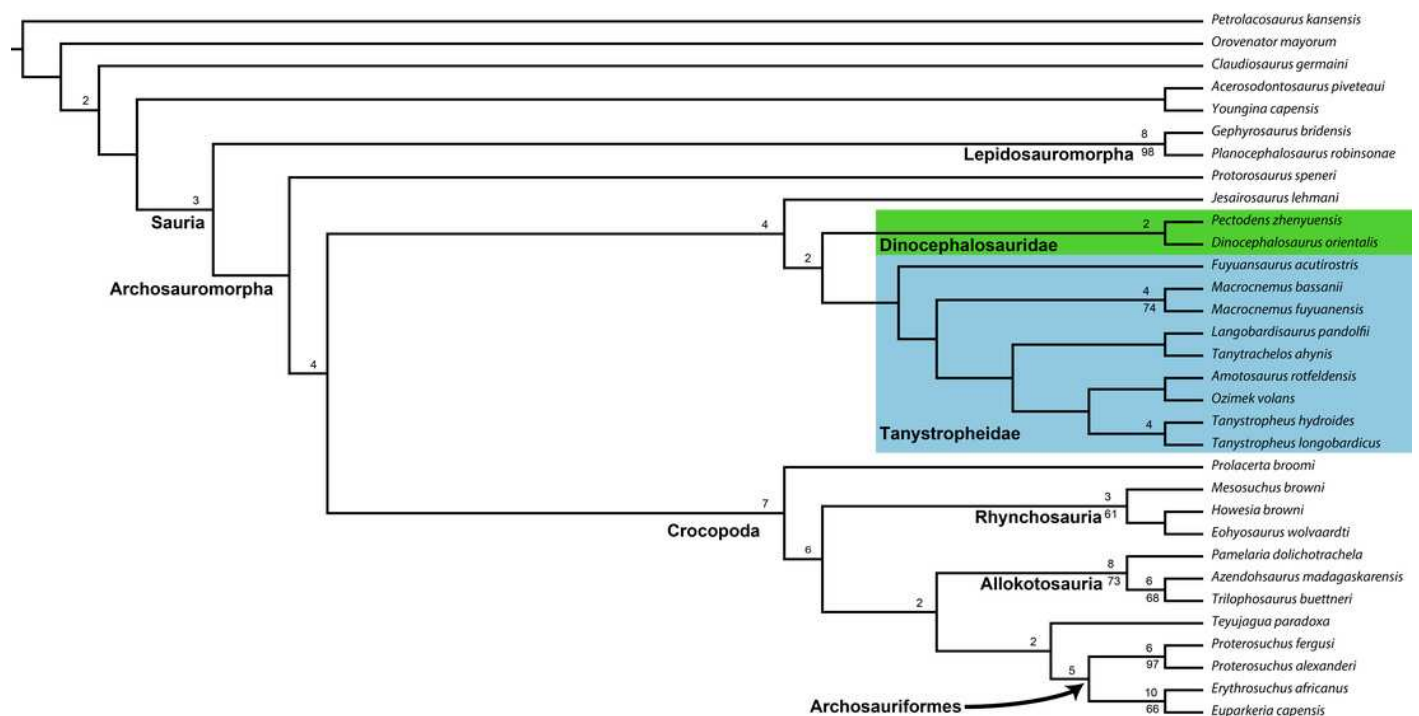 Petrolacosaurus kansensis
Orovenator mayorum
Claudiosaurus germaini
2
Acerosodontosaurus piveteaui
Youngina capensis
8
Gephyrosaurus bridensis
Lepidosauromorpha
98
Planocephalosaurus robinsonae
Protorosaurus speneri
3
Sauria
Jesairosaurus lehmani
4
2
Pectodens zhenyuensis
Dinocephalosauridae
Dinocephalosaurus orientalis
2
Fuyuansaurus acutirostris
Archosauromorpha
4
Macrocnemus bassanii
74
Macrocnemus fuyuanensis
Langobardisaurus pandolfii
Tanytrachelos ahynis
4
Amotosaurus rotfeldensis
Ozimek volans
4
Tanystropheus hydroides
Tanystropheidae
Tanystropheus longobardicus
Prolacerta broomi
7
Crocopoda
3
Mesosuchus browni
Rhynchosauria
61
Howesia browni
Eohyosaurus wolvaardti
6
Pamelaria dolichotrachela
8
Allokotosauria
73
6
Azendohsaurus madagaskarensis
68
Trilophosaurus buettneri
2
Teyujagua paradoxa
2
6
Proterosuchus fergusi
5
97
Proterosuchus alexanderi
10
Erythrosuchus africanus
Archosauriformes
66
Euparkeria capensis